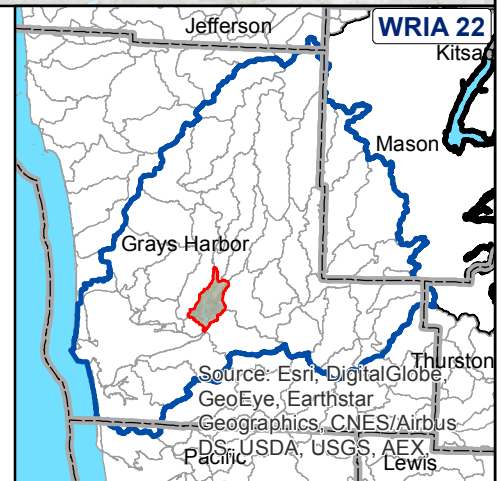 Jefferson
WRIA 22
Kitsap
Mason
Grays Harbor
Thurston
Source: Esri, DigitalGlobe,
GeoEye, Earthstar
Geographics, CNES/Airbus
DS, USDA, USGS, AEX,
Pacific
Lewis